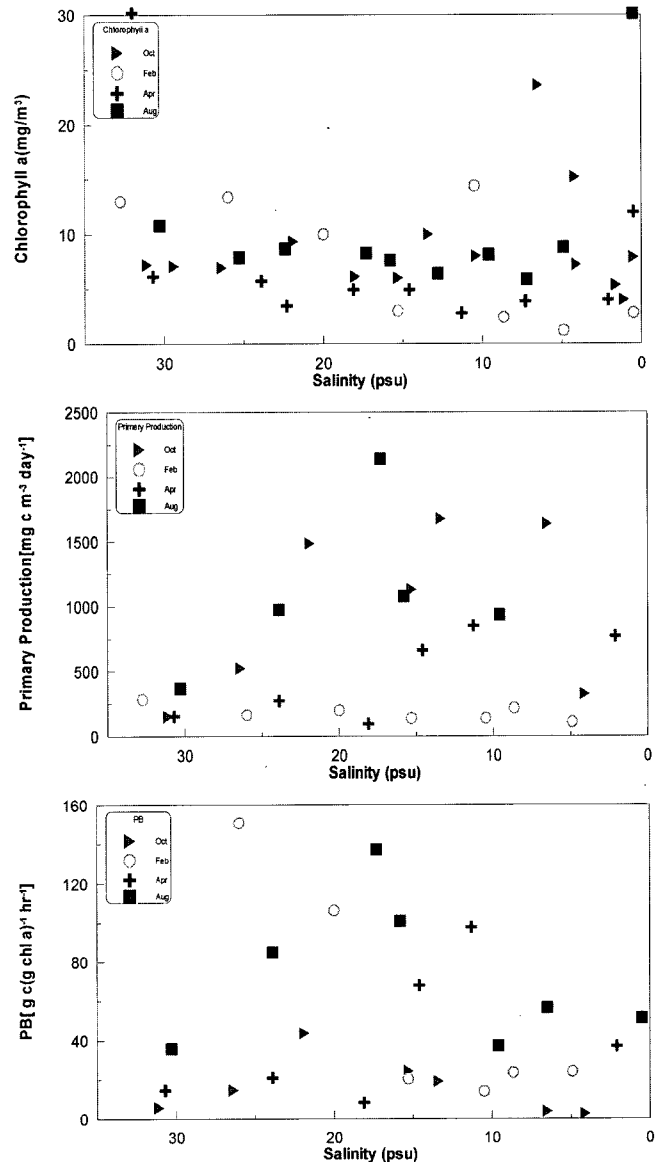 30
Chlorophyll a
Oct
Feb
Apr
Aug
20
10
0
Chlorophyll a(mg/m³)
30 20 10 0
Salinity (psu)
2500
Primary Production
Oct
Feb
Apr
Aug
2000
1500
1000
500
0
Primary Production[mg c m⁻³ day⁻¹]
30 20 10 0
Salinity (psu)
160
PB
Oct
Feb
Apr
Aug
120
80
40
0
PB[ g c(g chl a)⁻¹ hr⁻¹]
30 20 10 0
Salinity (psu)